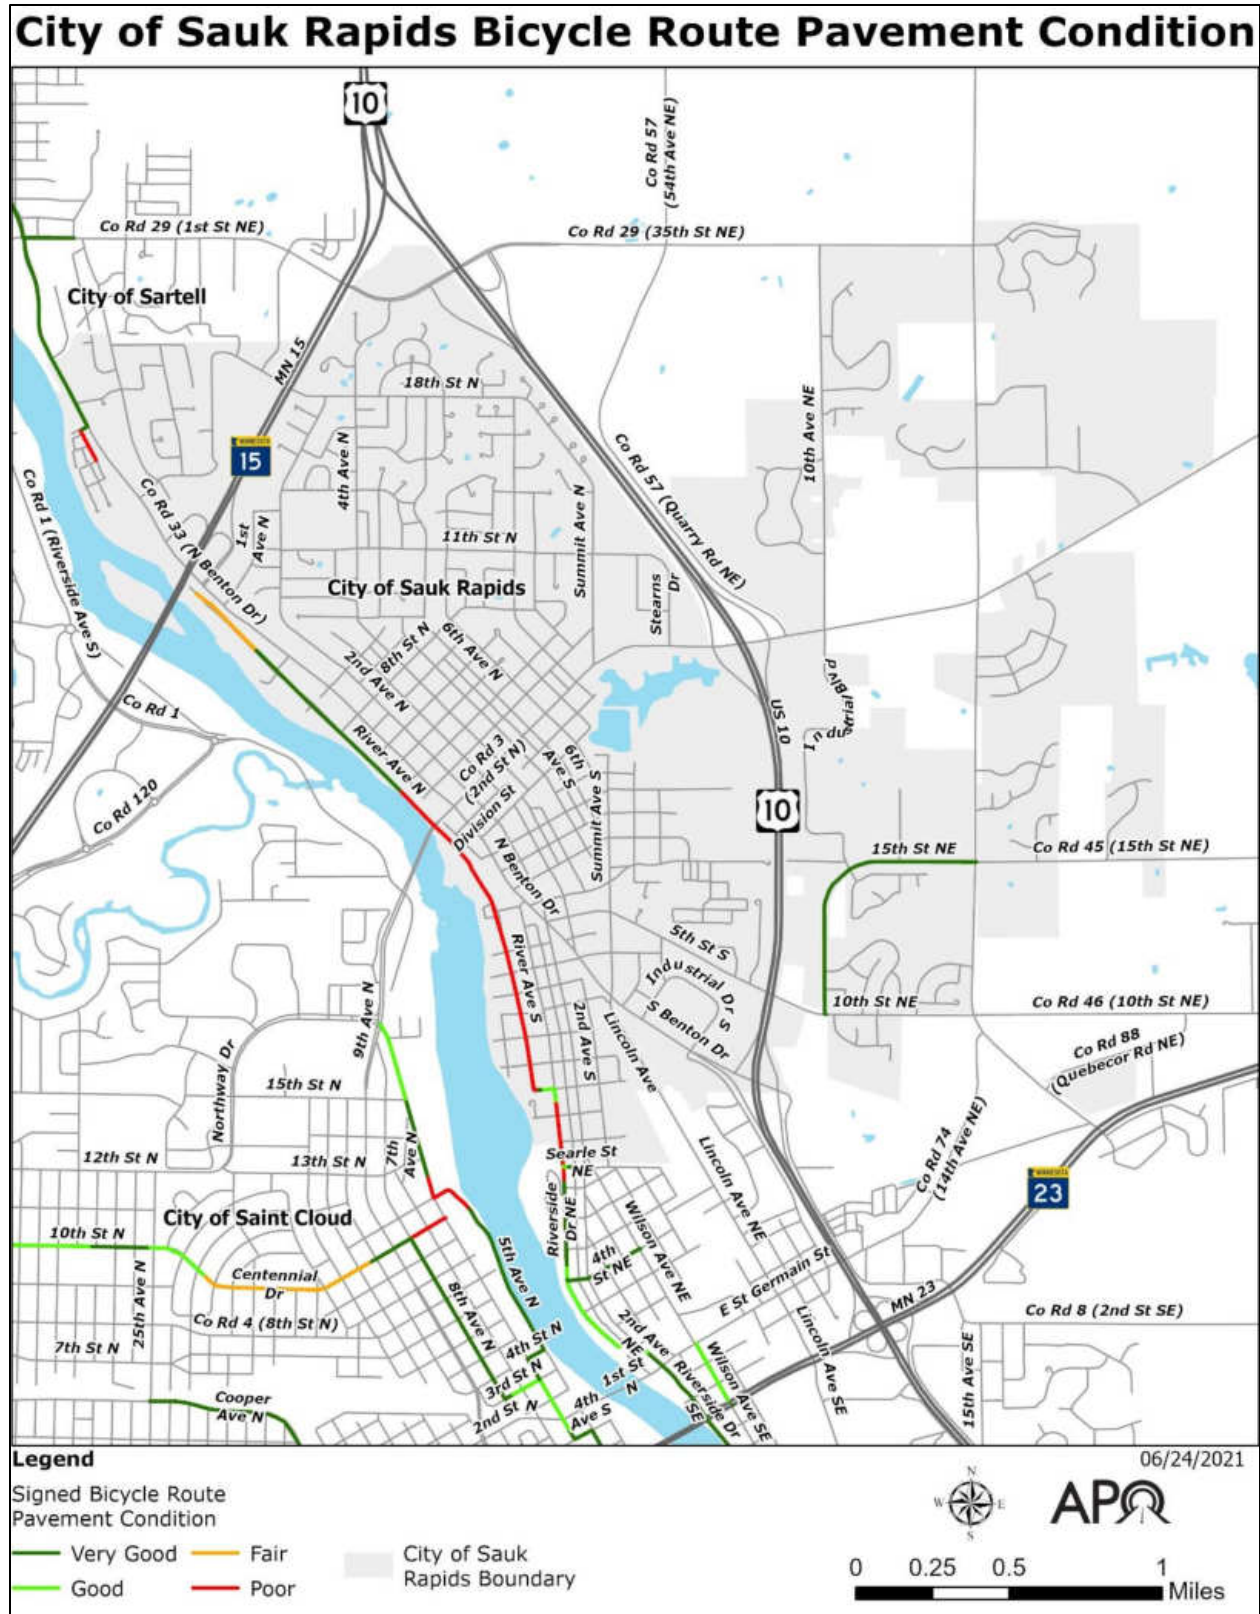 City of Sauk Rapids Bicycle Route Pavement Condition
10
Co Rd 57
(54th Ave NE)
Co Rd 29 (1st St NE)
Co Rd 29 (35th St NE)
City of Sartell
MN 15
18th St N
10th Ave NE
4th Ave N
MINNESOTA
15
Co Rd 57 (Quarry Rd NE)
Co Rd 1 (Riverside Ave S)
Co Rd 33 (N Benton Dr)
1st
Ave N
11th St N
Summit Ave N
Stearns
Dr
City of Sauk Rapids
8th St N
6th Ave N
2nd Ave N
Industrial Blvd
US 10
Co Rd 1
River Ave N
Co Rd 3
(2nd St N)
6th
Ave S
Summit Ave S
Co Rd 120
Division St
10
N Benton Dr
15th St NE
Co Rd 45 (15th St NE)
5th St S
River Ave S
Industrial Dr S
10th St NE
Co Rd 46 (10th St NE)
9th Ave N
2nd Ave S
Lincoln Ave
S Benton Dr
Co Rd 88
(Quebecor Rd NE)
Northway Dr
15th St N
Co Rd 74
(14th Ave NE)
7th
Ave N
12th St N
13th St N
Searle St
NE
Lincoln Ave NE
MINNESOTA
23
City of Saint Cloud
Riverside
Dr NE
Wilson Ave NE
10th St N
5th Ave N
4th
St NE
E St Germain St
25th Ave N
Centennial
Dr
8th Ave N
MN 23
Co Rd 4 (8th St N)
Co Rd 8 (2nd St SE)
7th St N
4th St N
2nd Ave
NE
Lincoln Ave SE
15th Ave SE
3rd St N
1st St
N
Riverside Dr
SE
Wilson Ave SE
Cooper
Ave N
2nd St N
4th
Ave S
Legend
06/24/2021
Signed Bicycle Route
Pavement Condition
N
W
E
S
APO
Very Good
Fair
City of Sauk
Rapids Boundary
Good
Poor
0
0.25
0.5
1
Miles